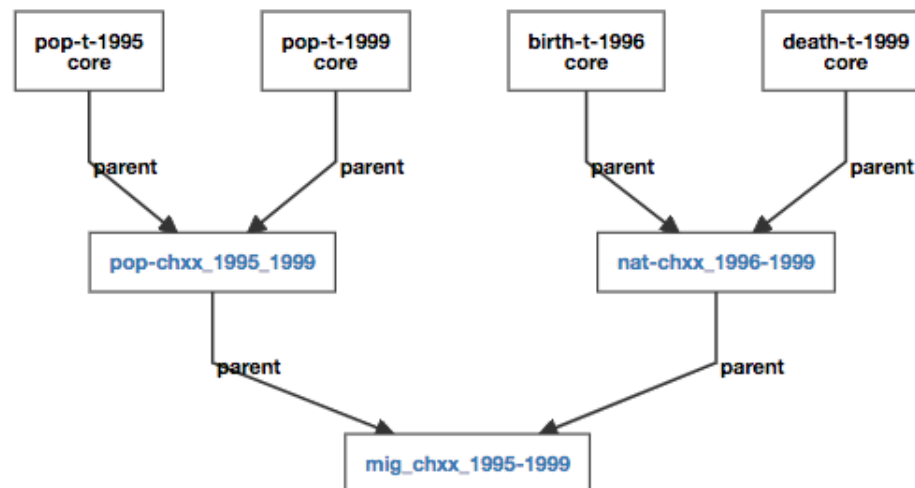 pop-t-1995
core
pop-t-1999
core
birth-t-1996
core
death-t-1999
core
parent
parent
parent
parent
pop-chxx_1995_1999
nat-chxx_1996-1999
parent
parent
mig_chxx_1995-1999